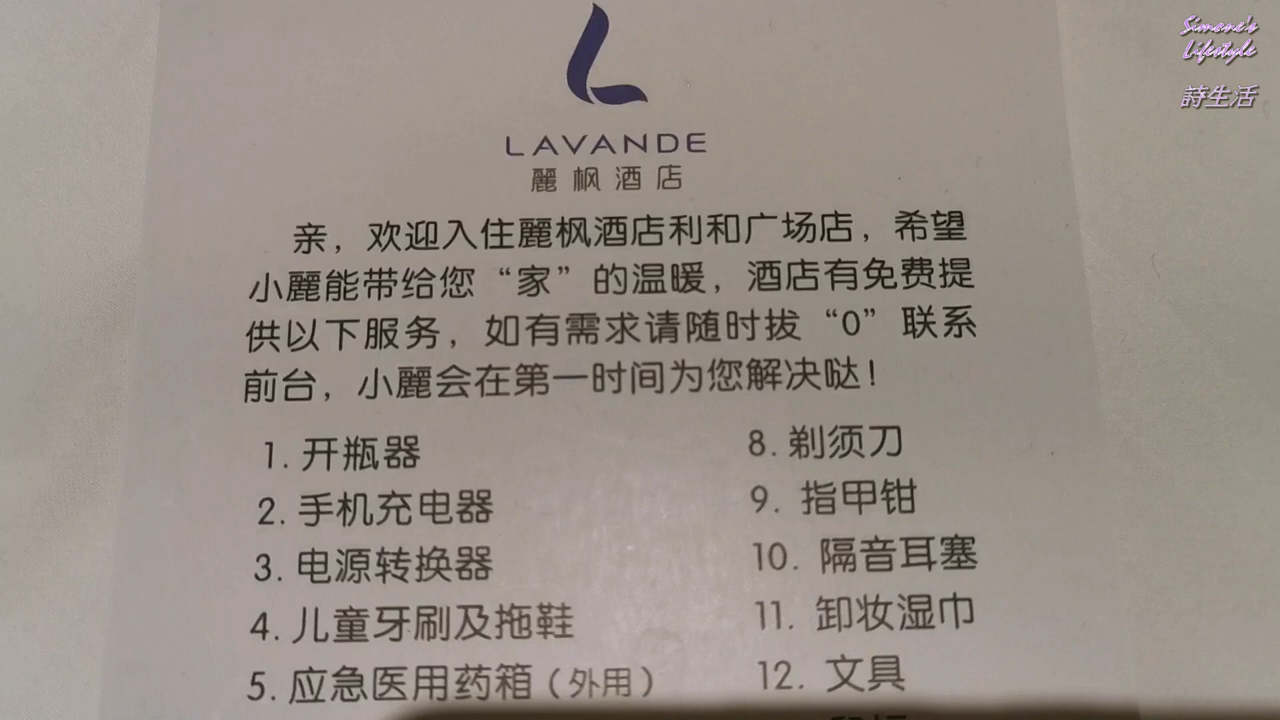 Simone's
Lifestyle
詩生活
LAVANDE
麗枫酒店
亲，欢迎入住麗枫酒店利和广场店，希望
小麗能带给您“家”的温暖，酒店有免费提
供以下服务，如有需求请随时拔“0”联系
前台，小麗会在第一时间为您解决哒！
1. 开瓶器
2. 手机充电器
3. 电源转换器
4. 儿童牙刷及拖鞋
5. 应急医用药箱（外用）
8. 剃须刀
9. 指甲钳
10. 隔音耳塞
11. 卸妆湿巾
12. 文具